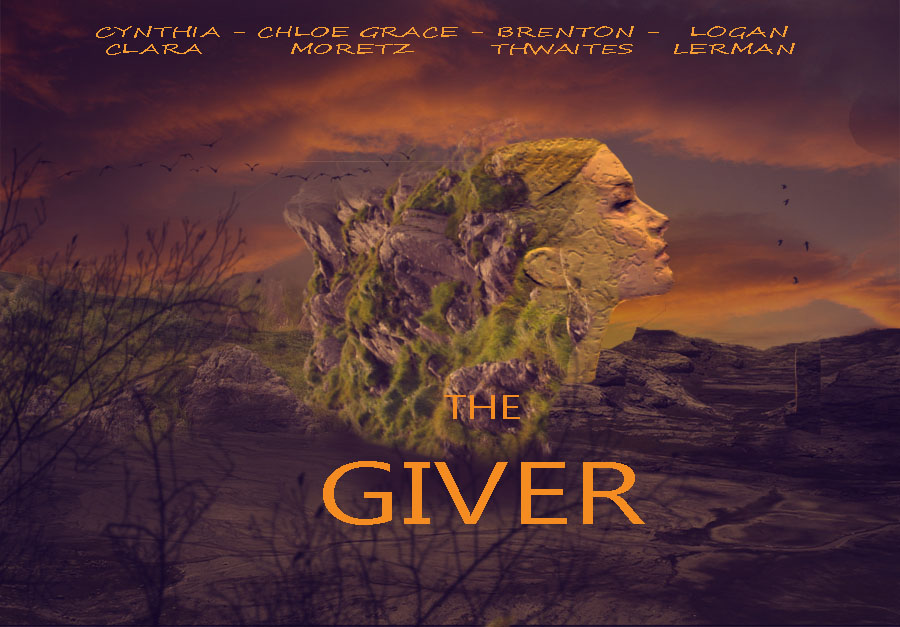 CYNTHIA - CHLOE GRACE - BRENTON - LOGAN
CLARA MORETZ THWAITES LERMAN
THE
GIVER